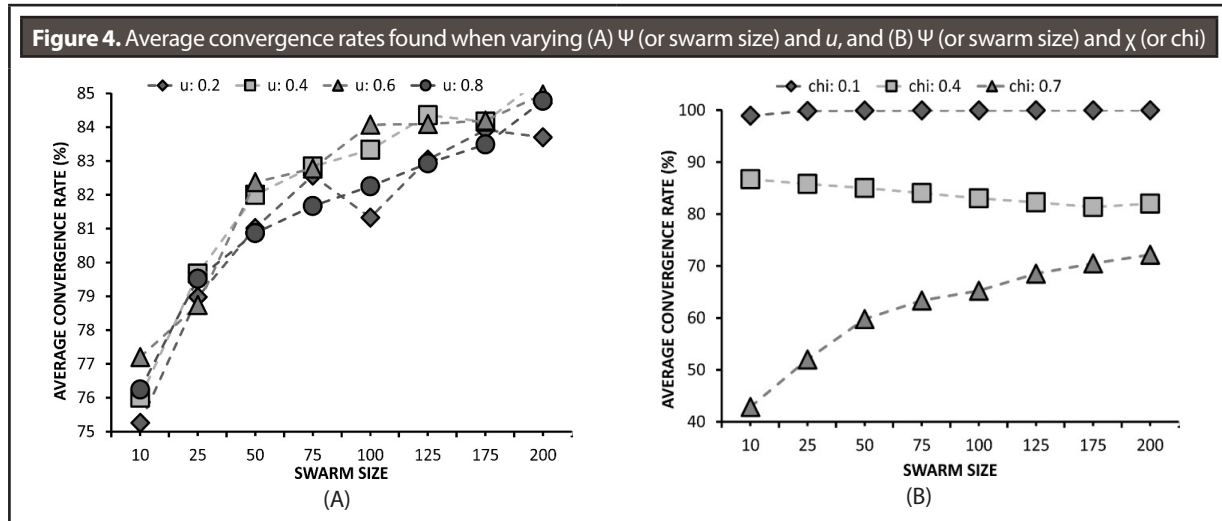 Figure 4. Average convergence rates found when varying (A) Ψ (or swarm size) and u, and (B) Ψ (or swarm size) and χ (or chi)
u: 0.2 u: 0.4 u: 0.6 u: 0.8
85
84
83
82
81
80
79
78
77
76
75
AVERAGE CONVERGENCE RATE (%)
10 25 50 75 100 125 175 200
SWARM SIZE
(A)
chi: 0.1 chi: 0.4 chi: 0.7
100
90
80
70
60
50
40
AVERAGE CONVERGENCE RATE (%)
10 25 50 75 100 125 175 200
SWARM SIZE
(B)